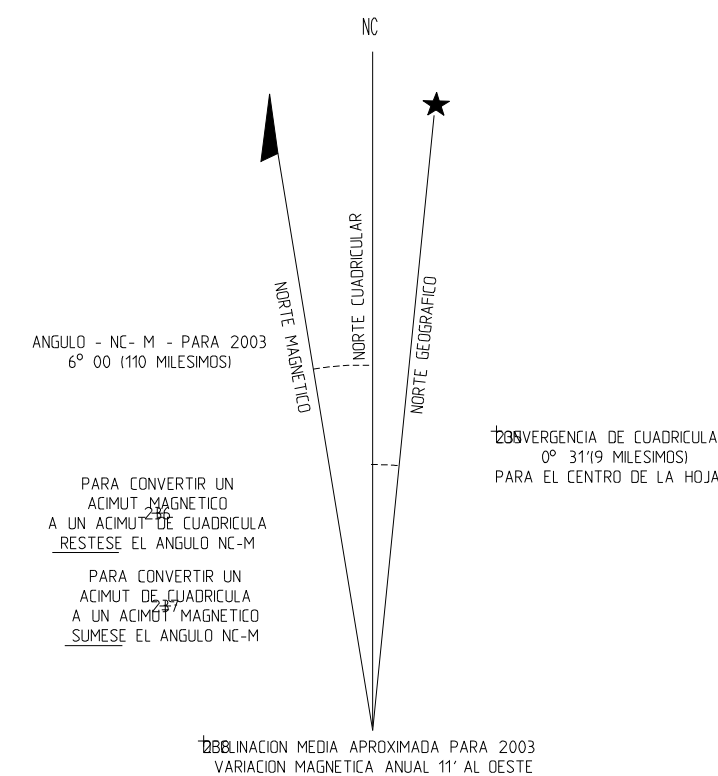 NC
NORTE MAGNETICO
NORTE CUADRICULAR
NORTE GEOGRAFICO
ANGULO - NC- M - PARA 2003
6° 00 (110 MILESIMOS)
CONVERGENCIA DE CUADRICULA
0° 31'(9 MILESIMOS)
PARA EL CENTRO DE LA HOJA
PARA CONVERTIR UN
ACIMUT MAGNETICO
236
A UN ACIMUT DE CUADRICULA
RESTESE EL ANGULO NC-M
PARA CONVERTIR UN
ACIMUT DE CUADRICULA
237
A UN ACIMUT MAGNETICO
SUMESE EL ANGULO NC-M
MEDIA APROXIMADA PARA 2003
VARIACION MAGNETICA ANUAL 11' AL OESTE